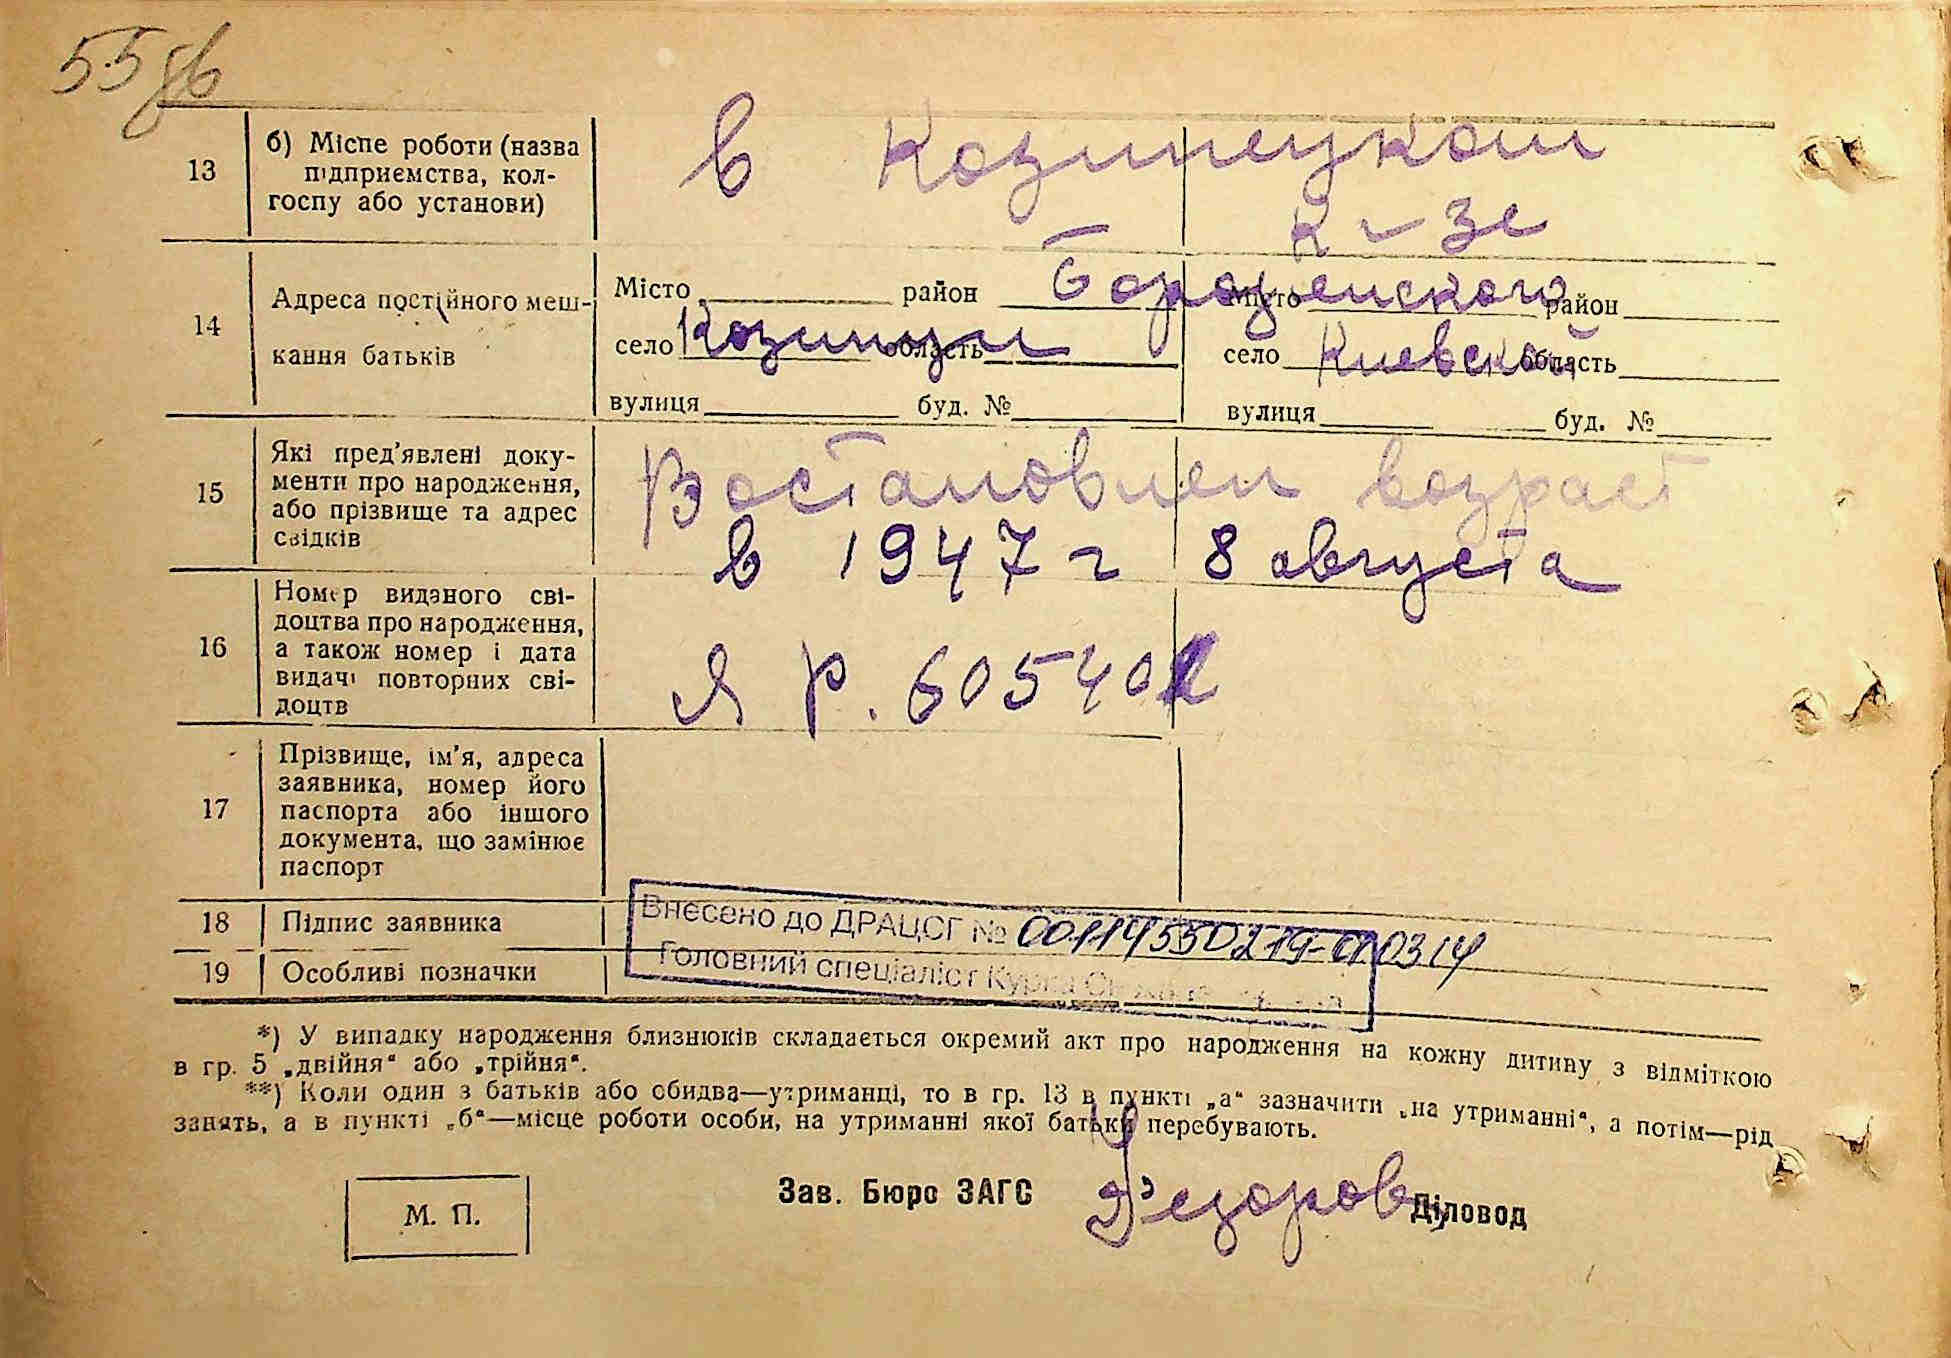 55 зв
13
б) Місце роботи (назва
підприємства, кол-
госпу або установи)
в Козинецком
к-зе
14
Адреса постійного меш-
кання батьків
Місто район Бородянского
село Козинцы область
вулиця буд. №
Місто район
село Киевской область
вулиця буд. №
15
Які пред'явлені доку-
менти про народження,
або прізвище та адрес
свідків
Востановлен возраст
в 1947 г 8 августа
16
Номер виданого сві-
доцтва про народження,
а також номер і дата
видачі повторних сві-
доцтв
Я Р. 605402
17
Прізвище, ім'я, адреса
заявника, номер його
паспорта або іншого
документа, що замінює
паспорт
18 Підпис заявника
19 Особливі позначки
Внесено до ДРАЦСГ №
Головний спеціаліст
*) У випадку народження близнюків складається окремий акт про народження на кожну дитину з відміткою
в гр. 5 „двійня“ або „трійня“.
**) Коли один з батьків або обидва—утриманці, то в гр. 13 в пункті „а“ зазначити „на утриманні“, а потім—рід
занять, а в пункті „б“—місце роботи особи, на утриманні якої батьки перебувають.
М. П.
Зав. Бюро ЗАГС Федоров Діловод